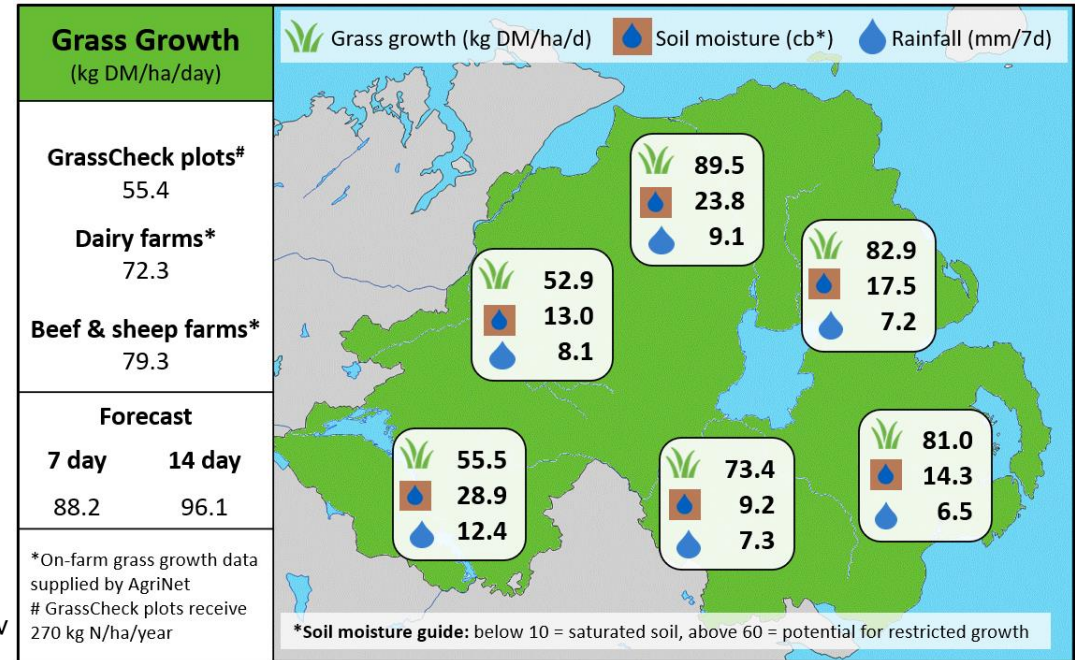 Grass Growth
(kg DM/ha/day)
GrassCheck plots#
55.4
Dairy farms*
72.3
Beef & sheep farms*
79.3
Forecast
7 day 14 day
88.2 96.1
*On-farm grass growth data
supplied by AgriNet
# GrassCheck plots receive
270 kg N/ha/year
v
Grass growth (kg DM/ha/d) Soil moisture (cb*) Rainfall (mm/7d)
89.5
23.8
9.1
82.9
17.5
7.2
52.9
13.0
8.1
55.5
28.9
12.4
73.4
9.2
7.3
81.0
14.3
6.5
*Soil moisture guide: below 10 = saturated soil, above 60 = potential for restricted growth